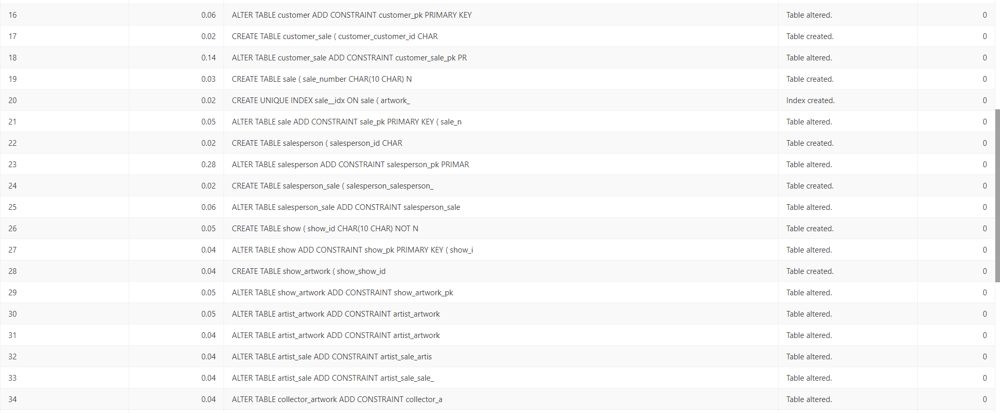 16 0.06 ALTER TABLE customer ADD CONSTRAINT customer_pk PRIMARY KEY Table altered. 0
17 0.02 CREATE TABLE customer_sale ( customer_customer_id CHAR Table created. 0
18 0.14 ALTER TABLE customer_sale ADD CONSTRAINT customer_sale_pk PR Table altered. 0
19 0.03 CREATE TABLE sale ( sale_number CHAR(10 CHAR) N Table created. 0
20 0.02 CREATE UNIQUE INDEX sale__idx ON sale ( artwork_ Index created. 0
21 0.05 ALTER TABLE sale ADD CONSTRAINT sale_pk PRIMARY KEY ( sale_n Table altered. 0
22 0.02 CREATE TABLE salesperson ( salesperson_id CHAR Table created. 0
23 0.28 ALTER TABLE salesperson ADD CONSTRAINT salesperson_pk PRIMAR Table altered. 0
24 0.02 CREATE TABLE salesperson_sale ( salesperson_salesperson_ Table created. 0
25 0.06 ALTER TABLE salesperson_sale ADD CONSTRAINT salesperson_sale Table altered. 0
26 0.05 CREATE TABLE show ( show_id CHAR(10 CHAR) NOT N Table created. 0
27 0.04 ALTER TABLE show ADD CONSTRAINT show_pk PRIMARY KEY ( show_i Table altered. 0
28 0.04 CREATE TABLE show_artwork ( show_show_id Table created. 0
29 0.05 ALTER TABLE show_artwork ADD CONSTRAINT show_artwork_pk Table altered. 0
30 0.05 ALTER TABLE artist_artwork ADD CONSTRAINT artist_artwork Table altered. 0
31 0.04 ALTER TABLE artist_artwork ADD CONSTRAINT artist_artwork Table altered. 0
32 0.04 ALTER TABLE artist_sale ADD CONSTRAINT artist_sale_artis Table altered. 0
33 0.04 ALTER TABLE artist_sale ADD CONSTRAINT artist_sale_sale_ Table altered. 0
34 0.04 ALTER TABLE collector_artwork ADD CONSTRAINT collector_a Table altered. 0